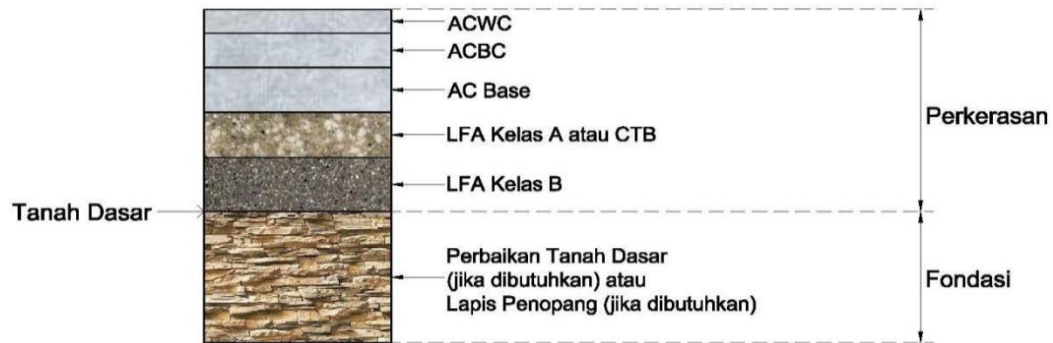 ACWC
ACBC
AC Base
Perkerasan
LFA Kelas A atau CTB
LFA Kelas B
Tanah Dasar
Perbaikan Tanah Dasar
(jika dibutuhkan) atau
Lapis Penopang (jika dibutuhkan)
Fondasi